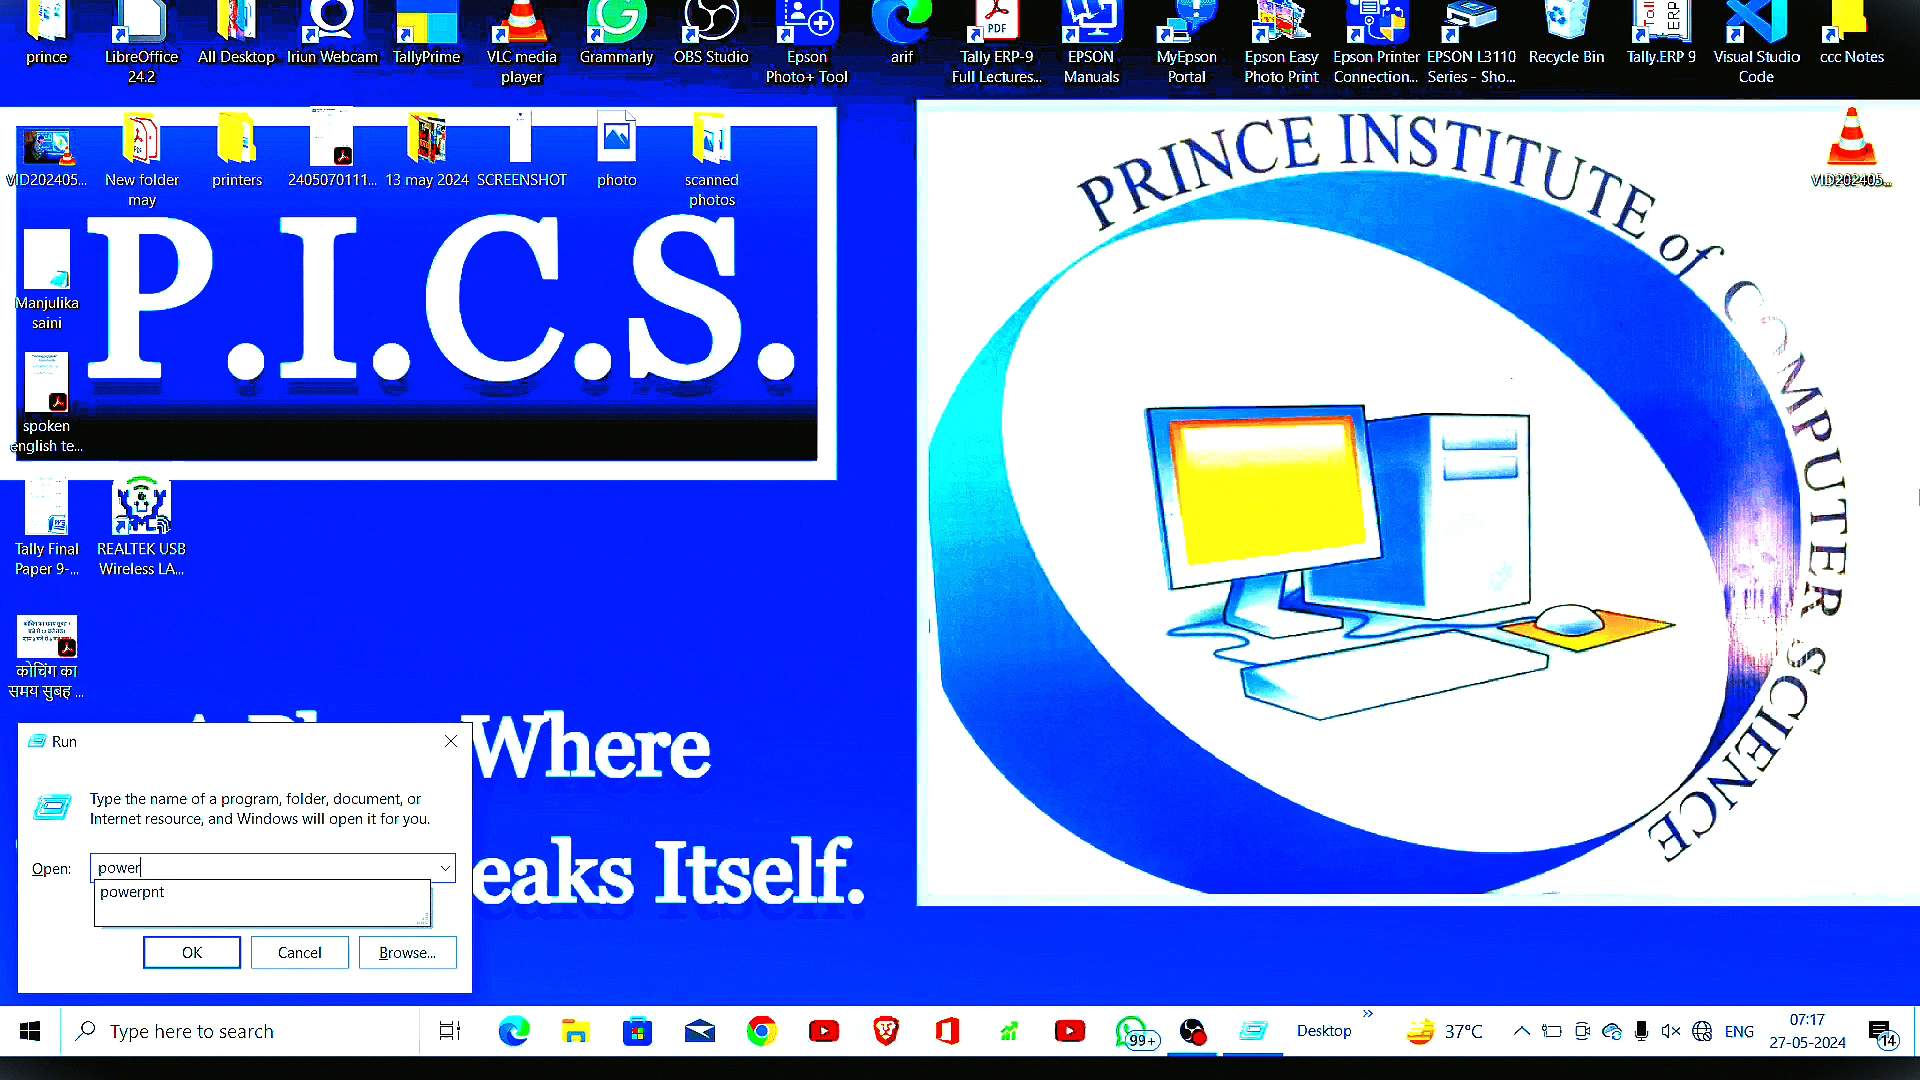 prince
LibreOffice
24.2
All Desktop
Iriun Webcam
TallyPrime
VLC media
player
Grammarly
OBS Studio
Epson
Photo+ Tool
arif
PDF
Tally ERP-9
Full Lectures...
EPSON
Manuals
MyEpson
Portal
Epson Easy
Photo Print
Epson Printer
Connection...
EPSON L3110
Series - Sho...
Recycle Bin
Tally.ERP 9
Visual Studio
Code
ccc Notes
VID202405...
New folder
may
printers
2405070111...
13 may 2024
SCREENSHOT
photo
scanned
photos
VID202405...
Manjulika
saini
spoken
english te...
Tally Final
Paper 9-...
REALTEK USB
Wireless LA...
कोचिंग का
समय सुबह ...
P.I.C.S.
Where
eaks Itself.
PRINCE INSTITUTE of COMPUTER SCIENCE
Run
Type the name of a program, folder, document, or
Internet resource, and Windows will open it for you.
Open:
power
powerpnt
OK
Cancel
Browse...
Type here to search
99+
Desktop
»
37°C
ENG
07:17
27-05-2024
14